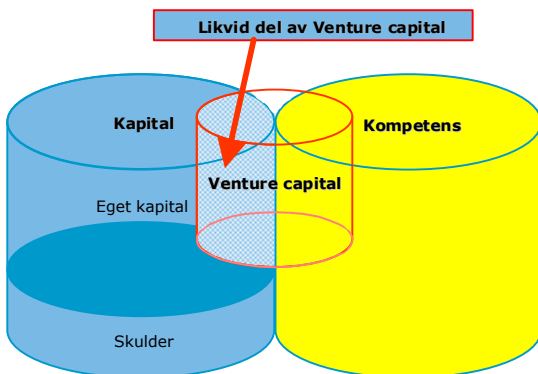 Likvid del av Venture capital
Kapital
Kompetens
Venture capital
Eget kapital
Skulder